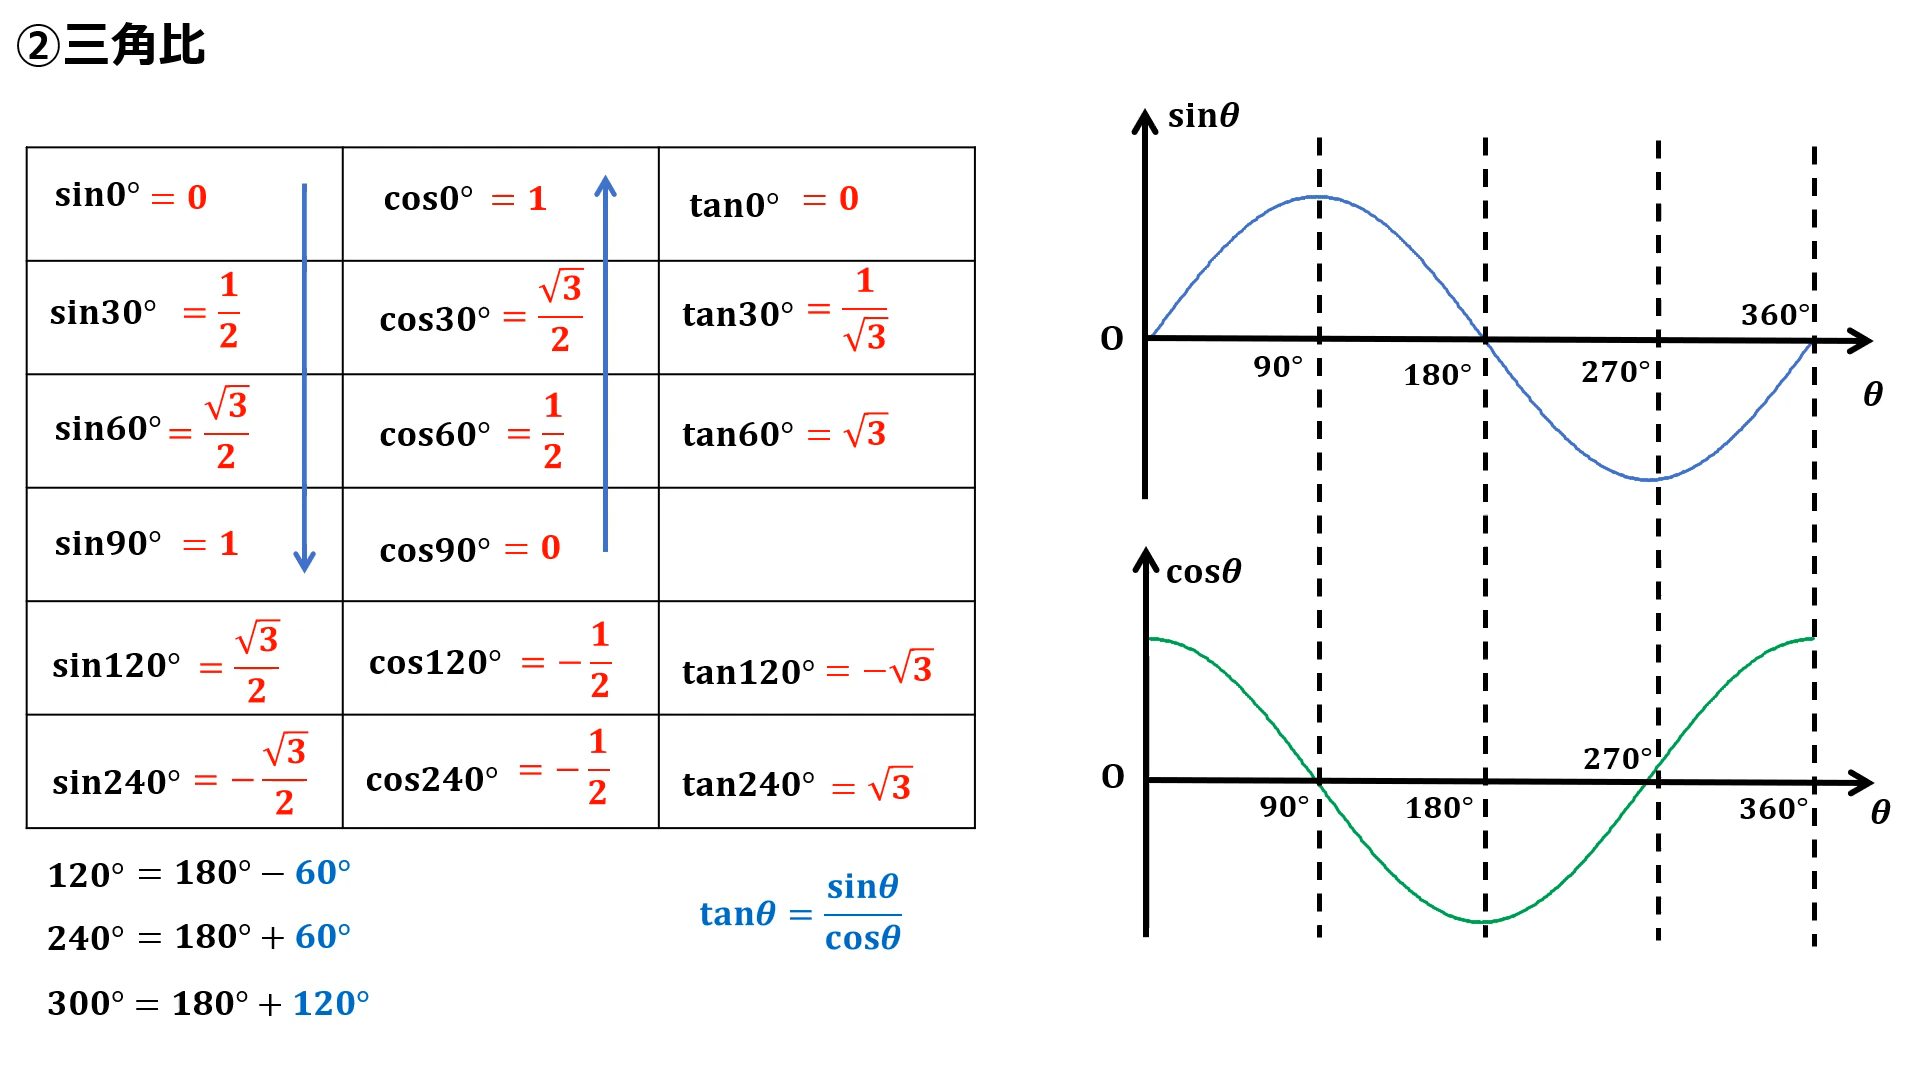 ②三角比
sin0° = 0
cos0° = 1
tan0° = 0
sin30° = 1/2
cos30° = √3/2
tan30° = 1/√3
sin60° = √3/2
cos60° = 1/2
tan60° = √3
sin90° = 1
cos90° = 0
sin120° = √3/2
cos120° = −1/2
tan120° = −√3
sin240° = −√3/2
cos240° = −1/2
tan240° = √3
120° = 180° − 60°
240° = 180° + 60°
300° = 180° + 120°
tanθ = sinθ/cosθ
sinθ
O
90°
180°
270°
360°
θ
cosθ
O
90°
180°
270°
360°
θ